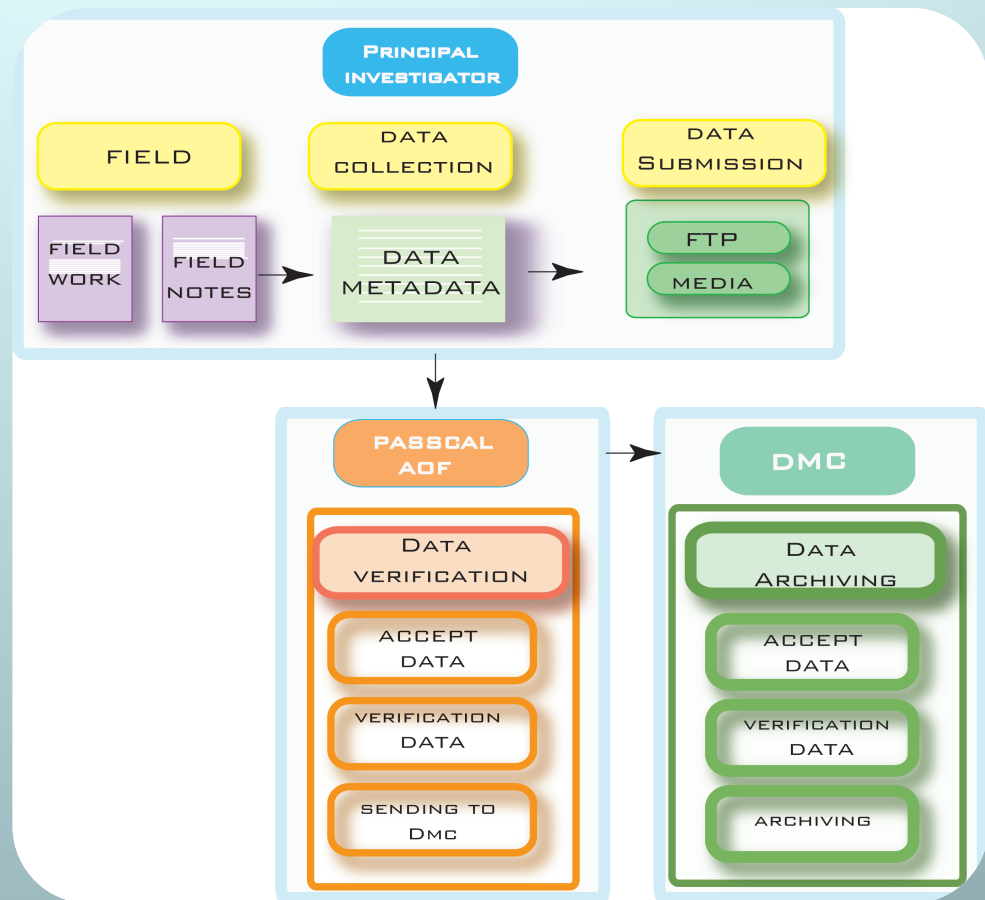 PRINCIPAL
INVESTIGATOR
FIELD
DATA
COLLECTION
DATA
SUBMISSION
FIELD
WORK
FIELD
NOTES
DATA
METADATA
FTP
MEDIA
PASSCAL
AOF
DATA
VERIFICATION
ACCEPT
DATA
VERIFICATION
DATA
SENDING TO
DMC
DMC
DATA
ARCHIVING
ACCEPT
DATA
VERIFICATION
DATA
ARCHIVING